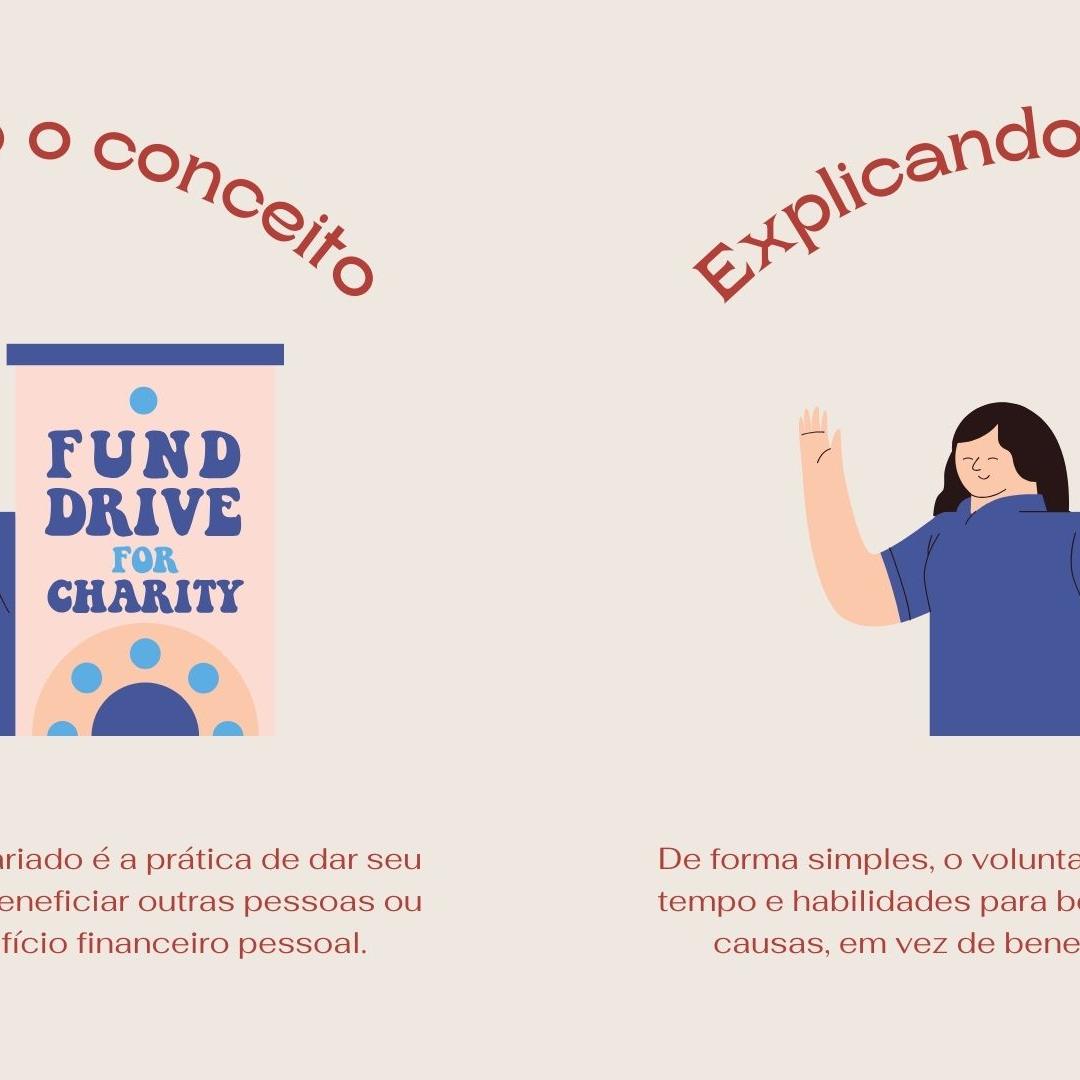 o conceito
FUND
DRIVE
FOR
CHARITY
ariado é a prática de dar seu
eneficiar outras pessoas ou
fício financeiro pessoal.
Explicando
De forma simples, o volunta
tempo e habilidades para be
causas, em vez de bene